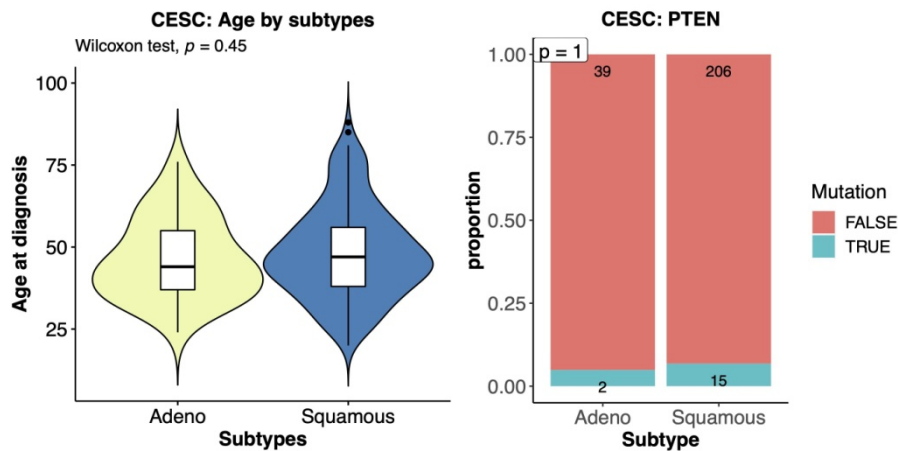 CESC: Age by subtypes
Wilcoxon test, p = 0.45
100
75
50
25
Age at diagnosis
Adeno
Squamous
Subtypes
CESC: PTEN
p = 1
1.00
0.75
0.50
0.25
0.00
proportion
39
206
2
15
Adeno
Squamous
Subtype
Mutation
FALSE
TRUE